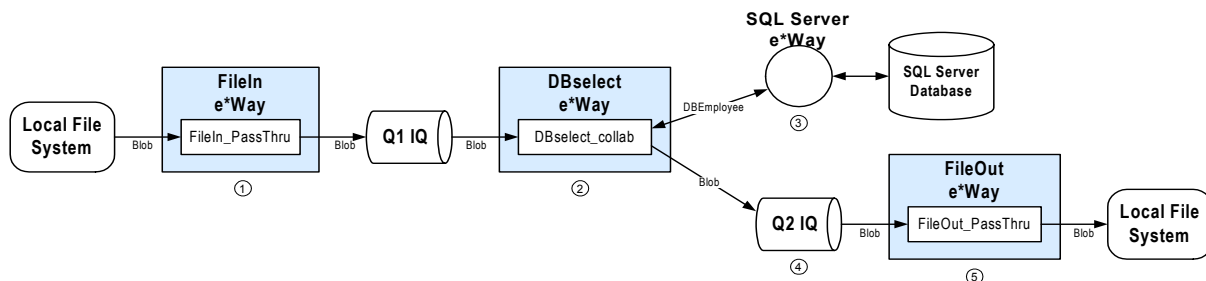 SQL Server
e*Way
SQL Server
Database
FileIn
e*Way
DBselect
e*Way
DBEmployee
③
Local File
System
Blob
FileIn_PassThru
Blob
Q1 IQ
Blob
DBselect_collab
①
②
Blob
FileOut
e*Way
Q2 IQ
Blob
FileOut_PassThru
Blob
Local File
System
④
⑤